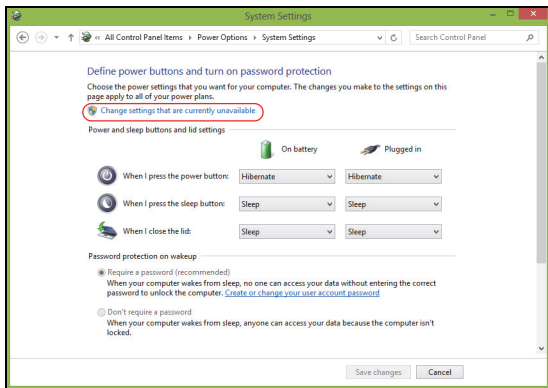 System Settings
« All Control Panel Items ▸ Power Options ▸ System Settings
Search Control Panel
Define power buttons and turn on password protection
Choose the power settings that you want for your computer. The changes you make to the settings on this
page apply to all of your power plans.
Change settings that are currently unavailable
Power and sleep buttons and lid settings
On battery Plugged in
When I press the power button: Hibernate Hibernate
When I press the sleep button: Sleep Sleep
When I close the lid: Sleep Sleep
Password protection on wakeup
Require a password (recommended)
When your computer wakes from sleep, no one can access your data without entering the correct
password to unlock the computer. Create or change your user account password
Don't require a password
When your computer wakes from sleep, anyone can access your data because the computer isn't
locked.
Save changes Cancel